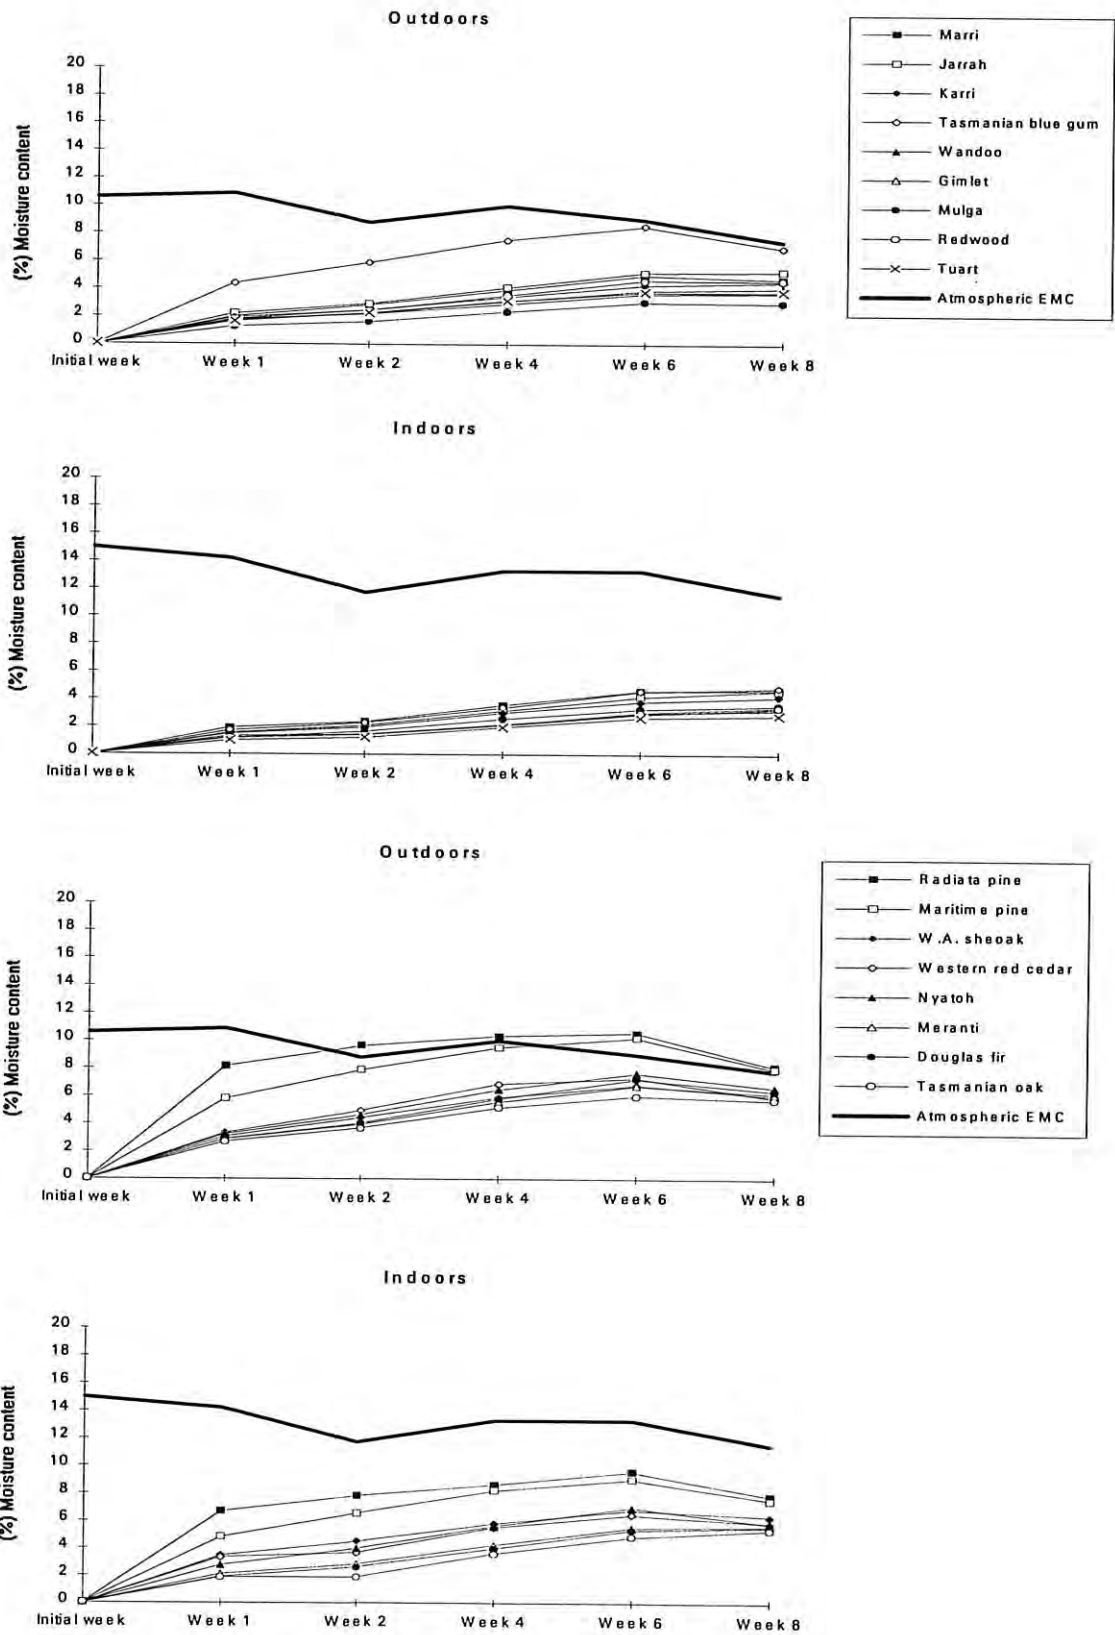 Outdoors
(%) Moisture content
20
18
16
14
12
10
8
6
4
2
0
Initial week
Week 1
Week 2
Week 4
Week 6
Week 8
Marri
Jarrah
Karri
Tasmanian blue gum
Wandoo
Gimlet
Mulga
Redwood
Tuart
Atmospheric EMC
Indoors
(%) Moisture content
20
18
16
14
12
10
8
6
4
2
0
Initial week
Week 1
Week 2
Week 4
Week 6
Week 8
Outdoors
(%) Moisture content
20
18
16
14
12
10
8
6
4
2
0
Initial week
Week 1
Week 2
Week 4
Week 6
Week 8
Radiata pine
Maritime pine
W.A. sheoak
Western red cedar
Nyatoh
Meranti
Douglas fir
Tasmanian oak
Atmospheric EMC
Indoors
(%) Moisture content
20
18
16
14
12
10
8
6
4
2
0
Initial week
Week 1
Week 2
Week 4
Week 6
Week 8